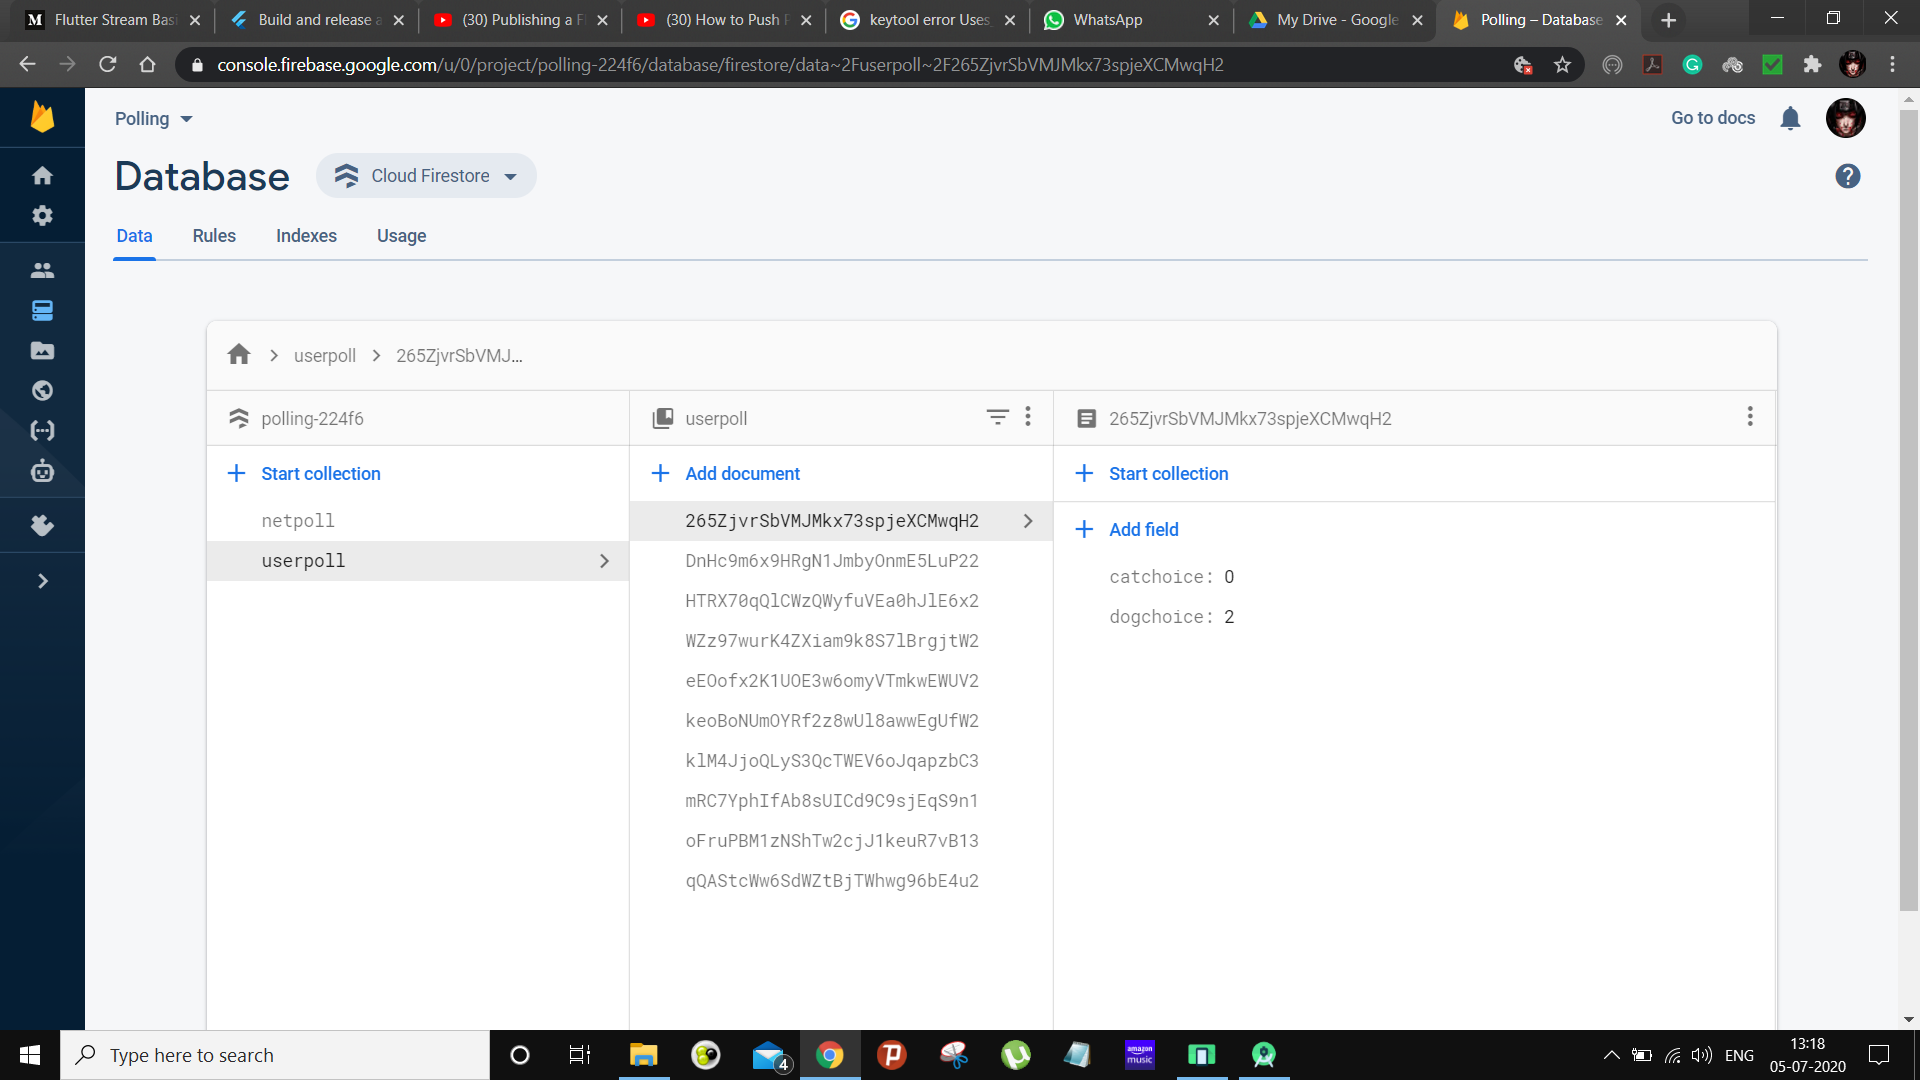 Flutter Stream Basi
Build and release a
(30) Publishing a Fl
(30) How to Push P
keytool error Uses
WhatsApp
My Drive - Google
Polling – Database
console.firebase.google.com/u/0/project/polling-224f6/database/firestore/data~2Fuserpoll~2F265ZjvrSbVMJMkx73spjeXCMwqH2
Polling
Go to docs
Database
Cloud Firestore
Data
Rules
Indexes
Usage
userpoll
265ZjvrSbVMJ...
polling-224f6
userpoll
265ZjvrSbVMJMkx73spjeXCMwqH2
Start collection
Add document
Start collection
netpoll
userpoll
265ZjvrSbVMJMkx73spjeXCMwqH2
DnHc9m6x9HRgN1JmbyOnmE5LuP22
HTRX70qQlCWzQWyfuVEa0hJlE6x2
WZz97wurK4ZXiam9k8S7lBrgjtW2
eEOofx2K1UOE3w6omyVTmkwEWUV2
keoBoNUmOYRf2z8wUl8awwEgUfW2
klM4JjoQLyS3QcTWEV6oJqapzbC3
mRC7YphIfAb8sUICd9C9sjEqS9n1
oFruPBM1zNShTw2cjJ1keuR7vB13
qQAStcWw6SdWZtBjTWhwg96bE4u2
Add field
catchoice: 0
dogchoice: 2
Type here to search
4
amazon
music
ENG
13:18
05-07-2020